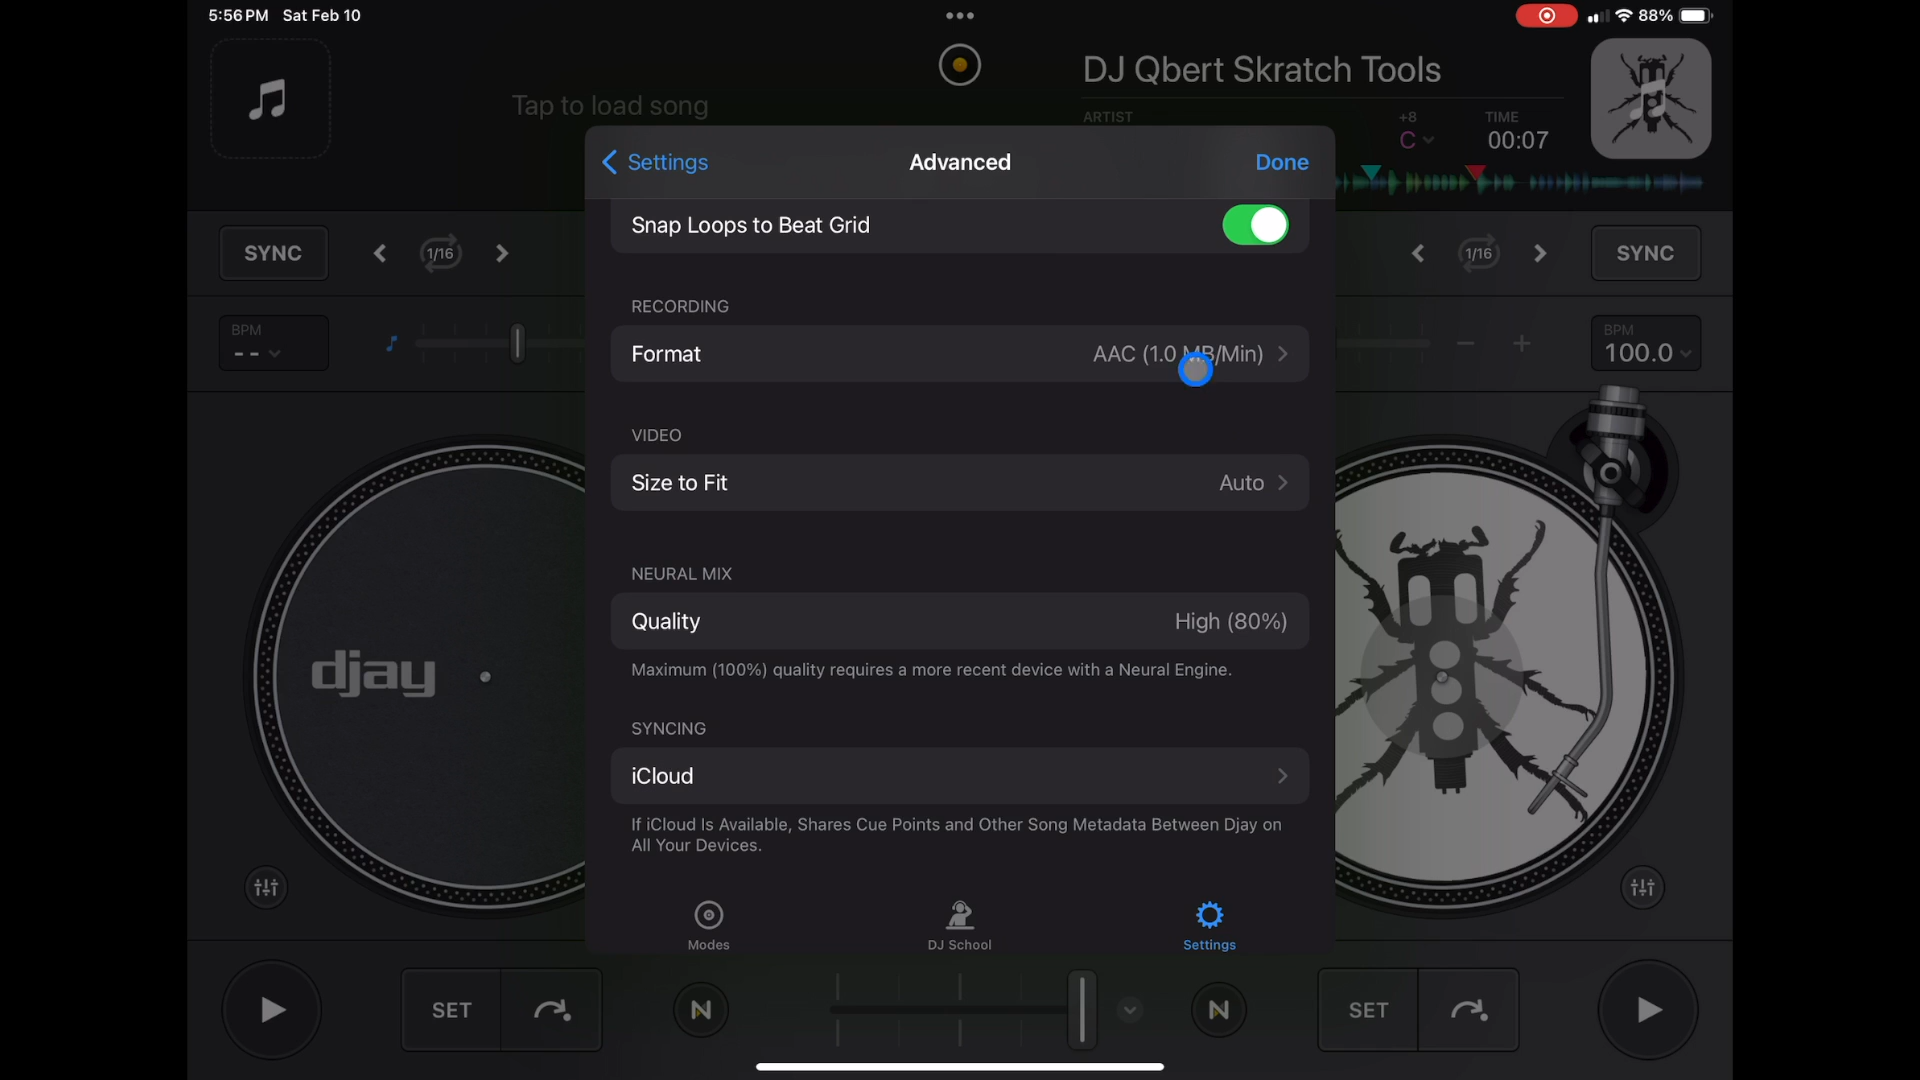 5:56 PM Sat Feb 10
88%
Tap to load song
DJ Qbert Skratch Tools
ARTIST
+8
C
TIME
00:07
Settings
Advanced
Done
Snap Loops to Beat Grid
SYNC
1/16
1/16
SYNC
RECORDING
BPM
--
Format
AAC (1.0 MB/Min)
BPM
100.0
VIDEO
Size to Fit
Auto
NEURAL MIX
Quality
High (80%)
Maximum (100%) quality requires a more recent device with a Neural Engine.
djay
SYNCING
iCloud
If iCloud Is Available, Shares Cue Points and Other Song Metadata Between Djay on
All Your Devices.
Modes
DJ School
Settings
SET
N
N
SET